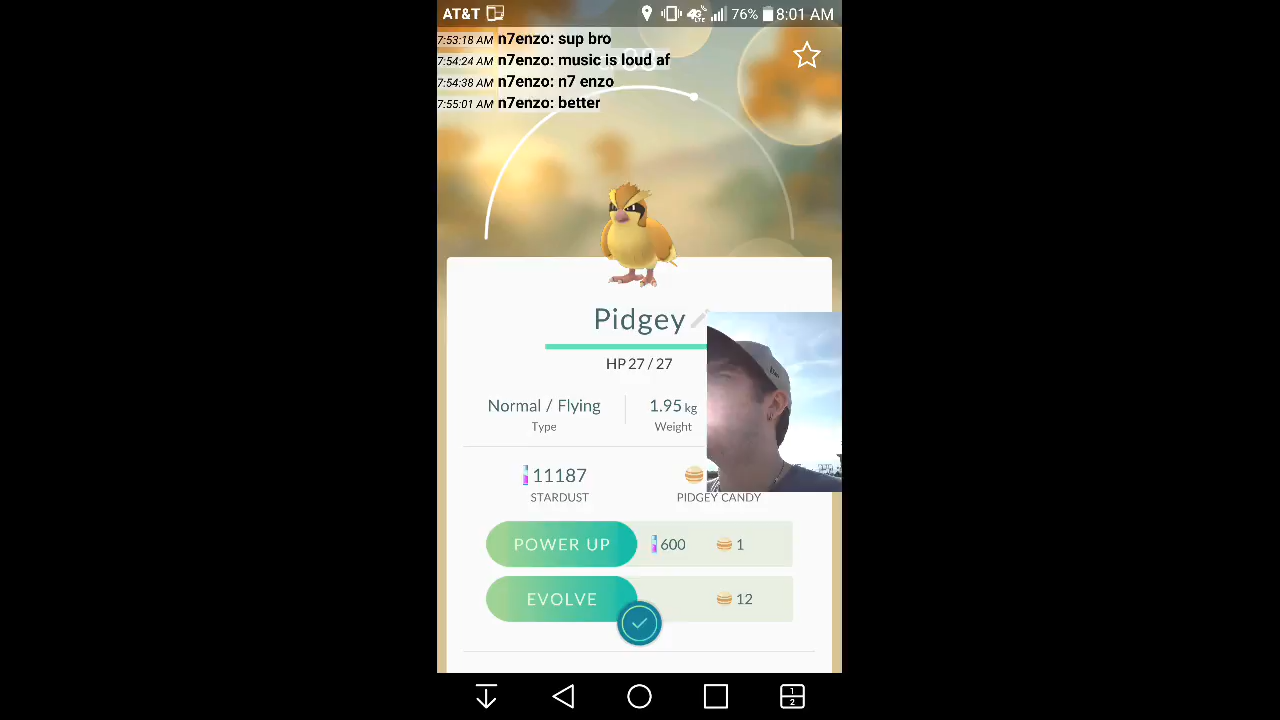 AT&T 76% 8:01 AM
7:53:18 AM n7enzo: sup bro
7:54:24 AM n7enzo: music is loud af
7:54:38 AM n7enzo: n7 enzo
7:55:01 AM n7enzo: better
Pidgey
HP 27 / 27
Normal / Flying 1.95 kg
Type Weight
11187
STARDUST PIDGEY CANDY
POWER UP 600 1
EVOLVE 12